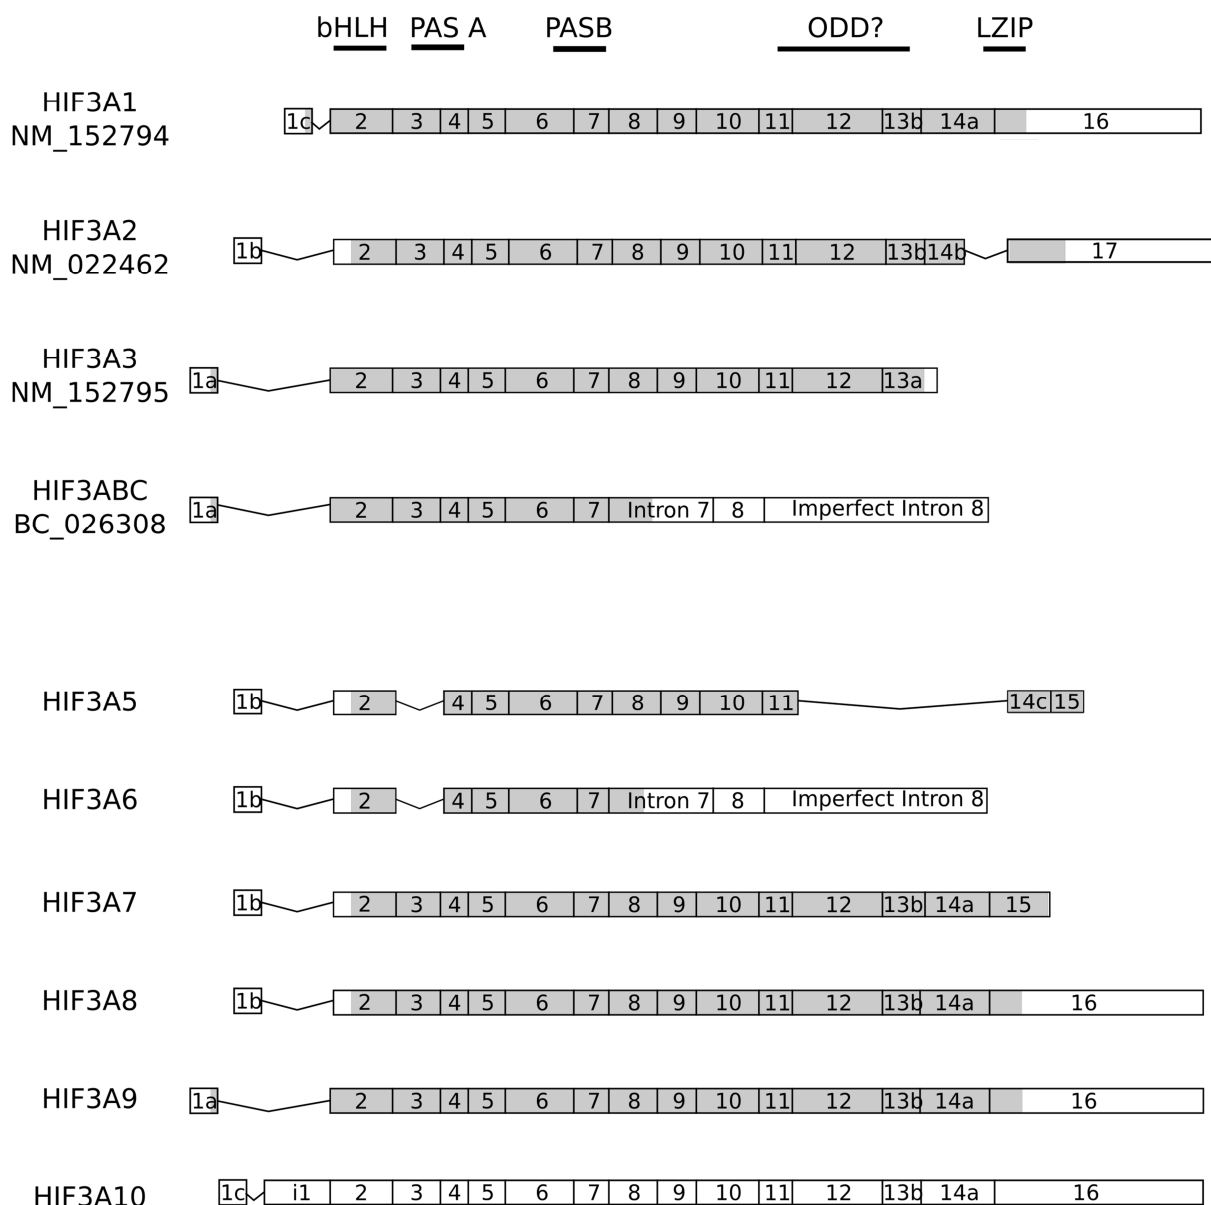 bHLH PAS A PASB ODD? LZIP
HIF3A1
NM_152794
1c 2 3 4 5 6 7 8 9 10 11 12 13b 14a 16
HIF3A2
NM_022462
1b 2 3 4 5 6 7 8 9 10 11 12 13b 14b 17
HIF3A3
NM_152795
1a 2 3 4 5 6 7 8 9 10 11 12 13a
HIF3ABC
BC_026308
1a 2 3 4 5 6 7 Intron 7 8 Imperfect Intron 8
HIF3A5 1b 2 4 5 6 7 8 9 10 11 14c 15
HIF3A6 1b 2 4 5 6 7 Intron 7 8 Imperfect Intron 8
HIF3A7 1b 2 3 4 5 6 7 8 9 10 11 12 13b 14a 15
HIF3A8 1b 2 3 4 5 6 7 8 9 10 11 12 13b 14a 16
HIF3A9 1a 2 3 4 5 6 7 8 9 10 11 12 13b 14a 16
HIF3A10 1c i1 2 3 4 5 6 7 8 9 10 11 12 13b 14a 16